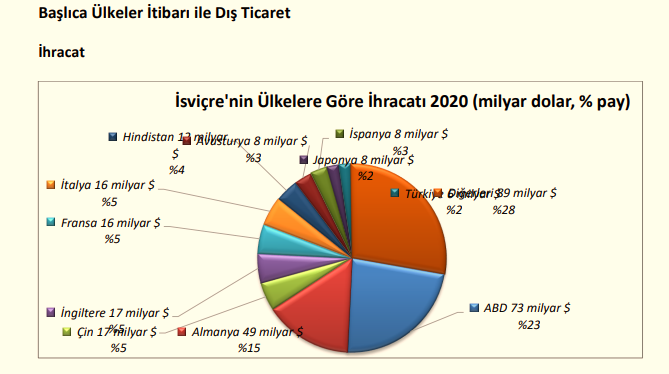 Başlıca Ülkeler İtibarı ile Dış Ticaret
İhracat
İsviçre'nin Ülkelere Göre İhracatı 2020 (milyar dolar, % pay)
Hindistan 12 milyar
$
%4
Avusturya 8 milyar $
%3
İspanya 8 milyar $
%3
Japonya 8 milyar $
%2
Türkiye 6 milyar $
%2
Diğerleri 89 milyar $
%28
İtalya 16 milyar $
%5
Fransa 16 milyar $
%5
İngiltere 17 milyar $
%5
Çin 17 milyar $
%5
Almanya 49 milyar $
%15
ABD 73 milyar $
%23